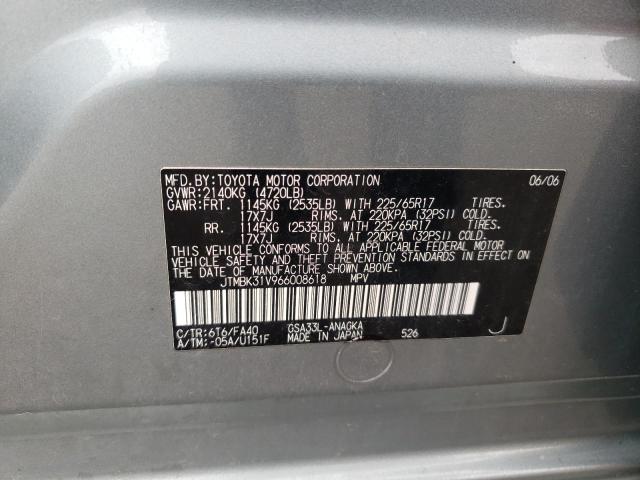 MFD. BY:TOYOTA MOTOR CORPORATION 06/06
GVWR:2140KG (4720LB)
GAWR:FRT. 1145KG (2535LB) WITH 225/65R17 TIRES.
17X7J RIMS. AT 220KPA (32PSI) COLD.
RR. 1145KG (2535LB) WITH 225/65R17 TIRES.
17X7J RIMS. AT 220KPA (32PSI) COLD.
THIS VEHICLE CONFORMS TO ALL APPLICABLE FEDERAL MOTOR
VEHICLE SAFETY AND THEFT PREVENTION STANDARDS IN EFFECT
ON THE DATE OF MANUFACTURE SHOWN ABOVE.
JTMBK31V966008618 MPV
C/TR:6T6/FA40 GSA33L-ANAGKA
A/TM:-05A/U151F MADE IN JAPAN 526 J